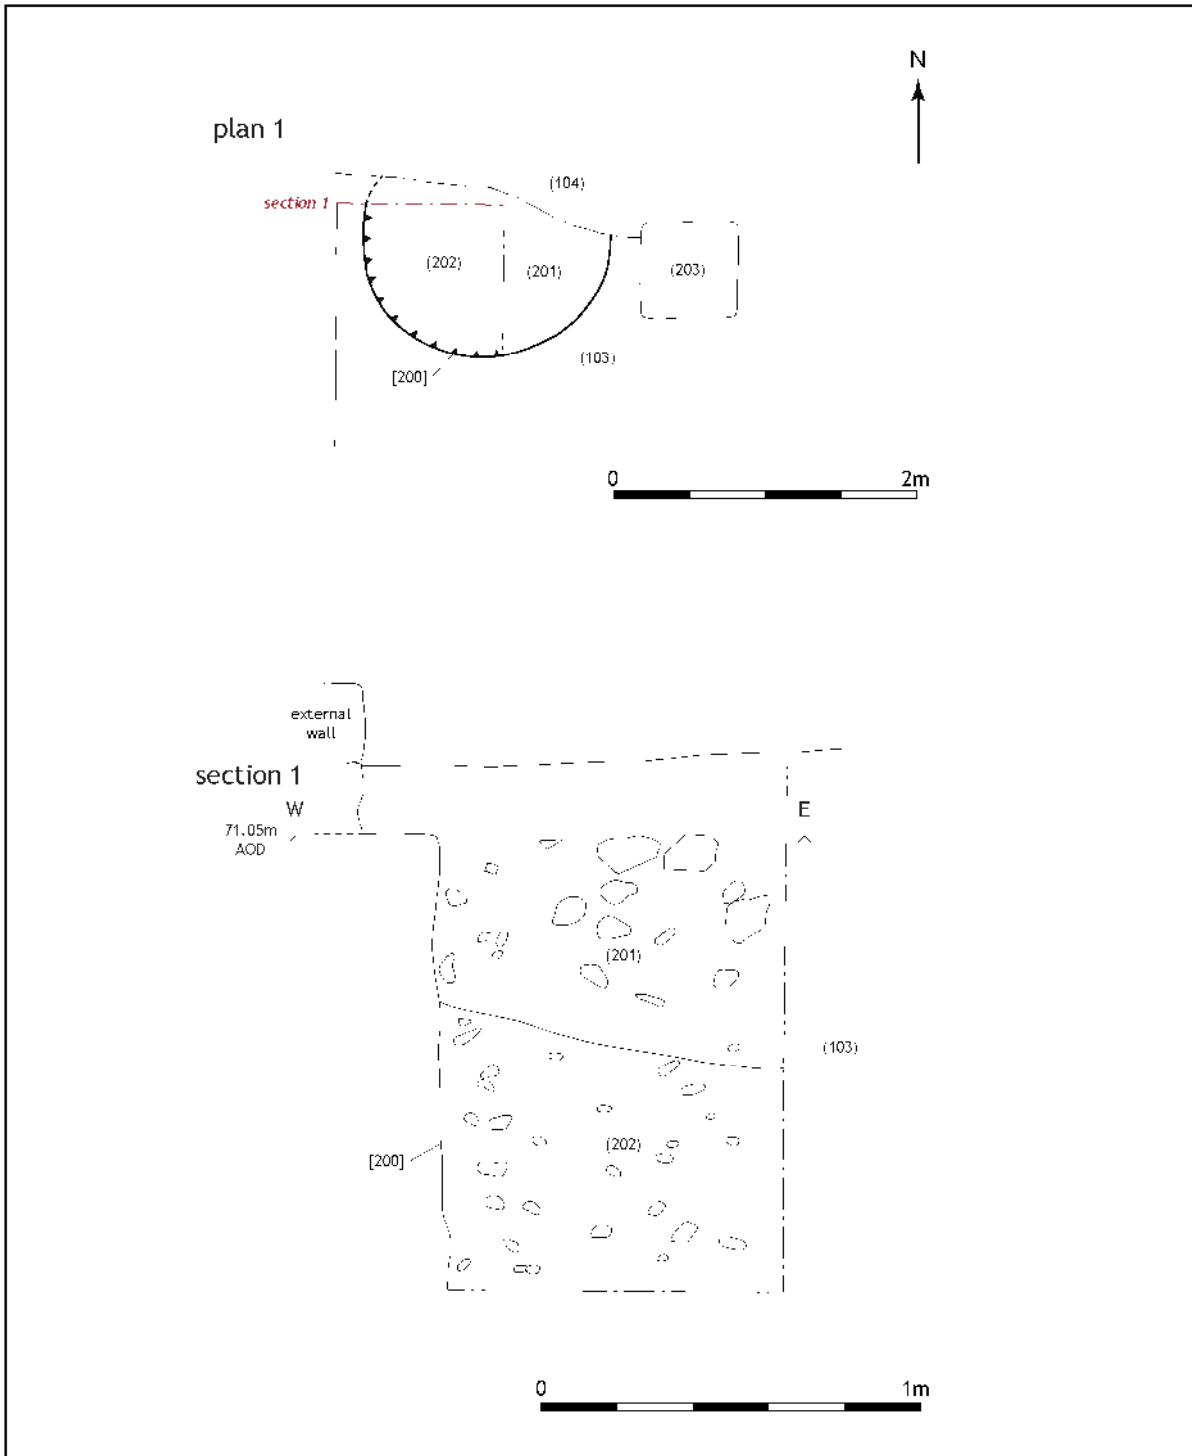 N
plan 1
(104)
section 1
(202)
(201)
(203)
(103)
[200]
0
2m
external
wall
section 1
W
E
71.05m
AOD
(201)
(103)
(202)
[200]
0
1m